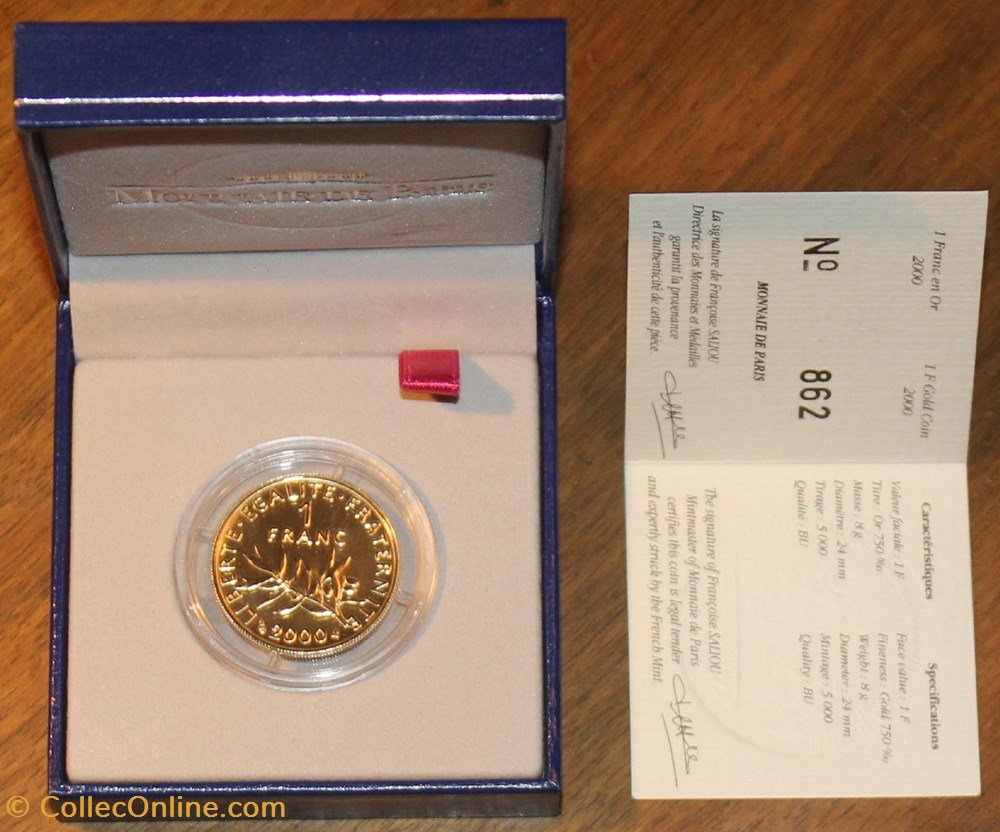 MONNAIE DE PARIS
LIBERTE · EGALITE · FRATERNITE
1
FRANC
2000
1 Franc en Or
2000
1 F Gold Coin
2000
Nº 862
MONNAIE DE PARIS
La signature de Françoise SALIOU
Directrice des Monnaies et Médailles
garantit la provenance
et l'authenticité de cette pièce.
Caractéristiques
Valeur faciale : 1 F
Titre : Or 750 ‰
Masse : 8 g
Diamètre : 24 mm
Tirage : 5 000
Qualité : BU
Specifications
Face value : 1 F
Fineness : Gold 750 ‰
Weight : 8 g
Diameter : 24 mm
Mintage : 5 000
Quality : BU
The signature of Françoise SALIOU
Mintmaster of Monnaie de Paris
certifies this coin is legal tender
and expertly struck by the French Mint.
© CollecOnline.com